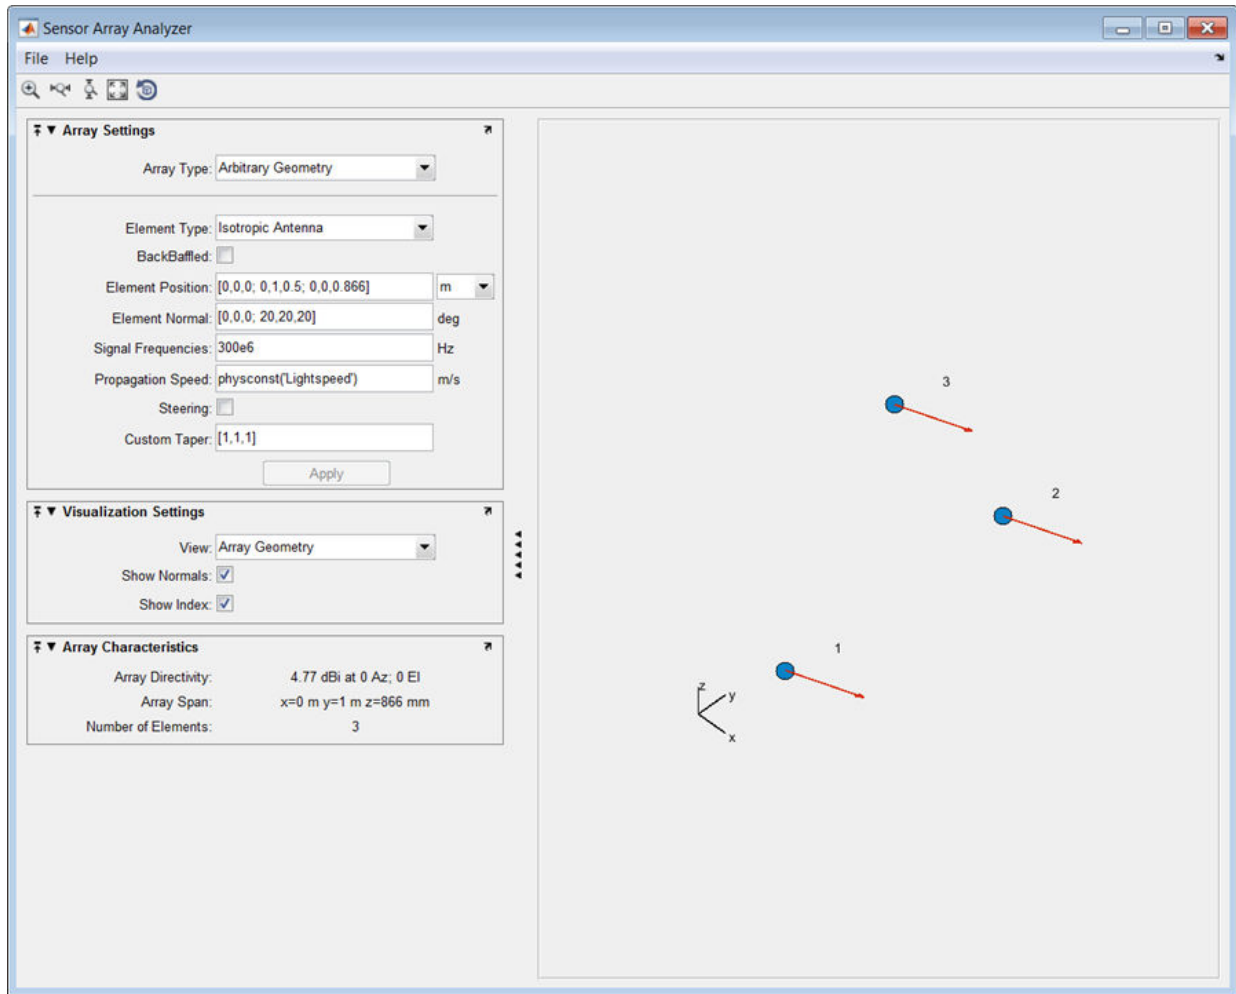 Sensor Array Analyzer
File Help
Array Settings
Array Type: Arbitrary Geometry
Element Type: Isotropic Antenna
BackBaffled:
Element Position: [0,0,0; 0,1,0.5; 0,0,0.866] m
Element Normal: [0,0,0; 20,20,20] deg
Signal Frequencies: 300e6 Hz
Propagation Speed: physconst('Lightspeed') m/s
Steering:
Custom Taper: [1,1,1]
Apply
Visualization Settings
View: Array Geometry
Show Normals:
Show Index:
Array Characteristics
Array Directivity: 4.77 dBi at 0 Az; 0 El
Array Span: x=0 m y=1 m z=866 mm
Number of Elements: 3
3
2
1
z
y
x